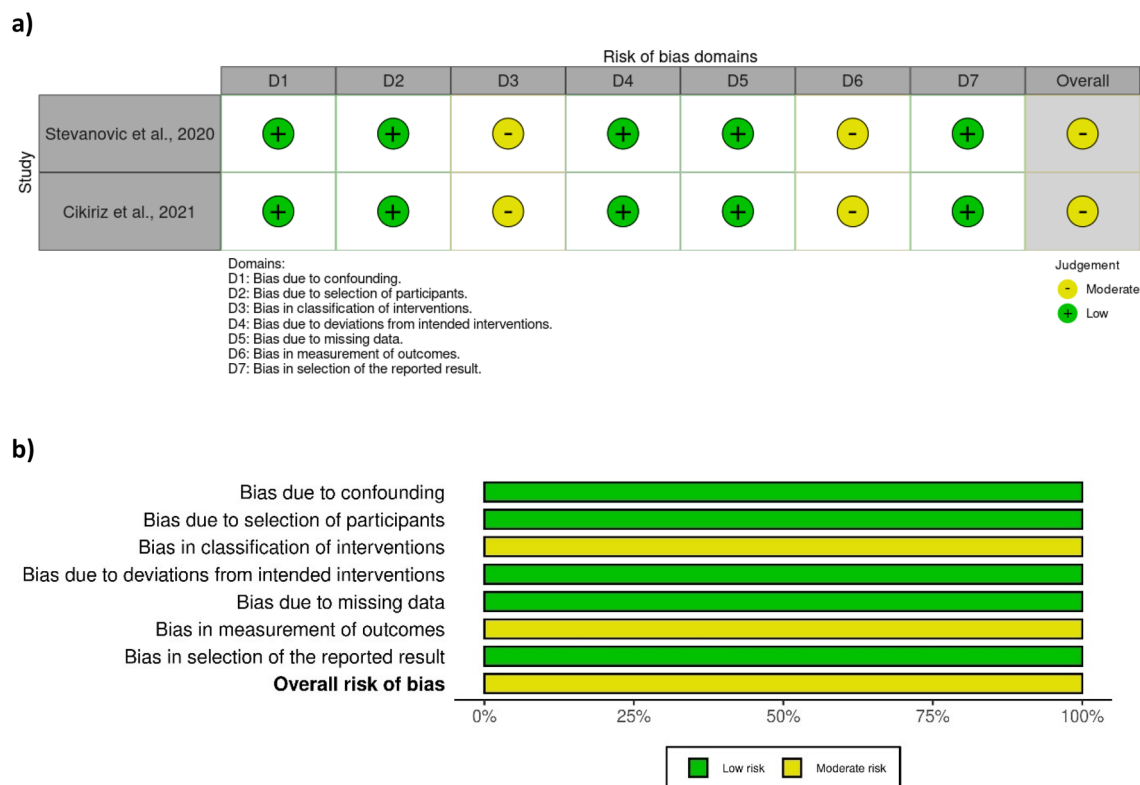 a)
Risk of bias domains
D1 D2 D3 D4 D5 D6 D7 Overall
Study
Stevanovic et al., 2020 + + - + + - + -
Cikiriz et al., 2021 + + - + + - + -
Domains:
D1: Bias due to confounding.
D2: Bias due to selection of participants.
D3: Bias in classification of interventions.
D4: Bias due to deviations from intended interventions.
D5: Bias due to missing data.
D6: Bias in measurement of outcomes.
D7: Bias in selection of the reported result.
Judgement
- Moderate
+ Low
b)
Bias due to confounding
Bias due to selection of participants
Bias in classification of interventions
Bias due to deviations from intended interventions
Bias due to missing data
Bias in measurement of outcomes
Bias in selection of the reported result
Overall risk of bias
0% 25% 50% 75% 100%
Low risk Moderate risk